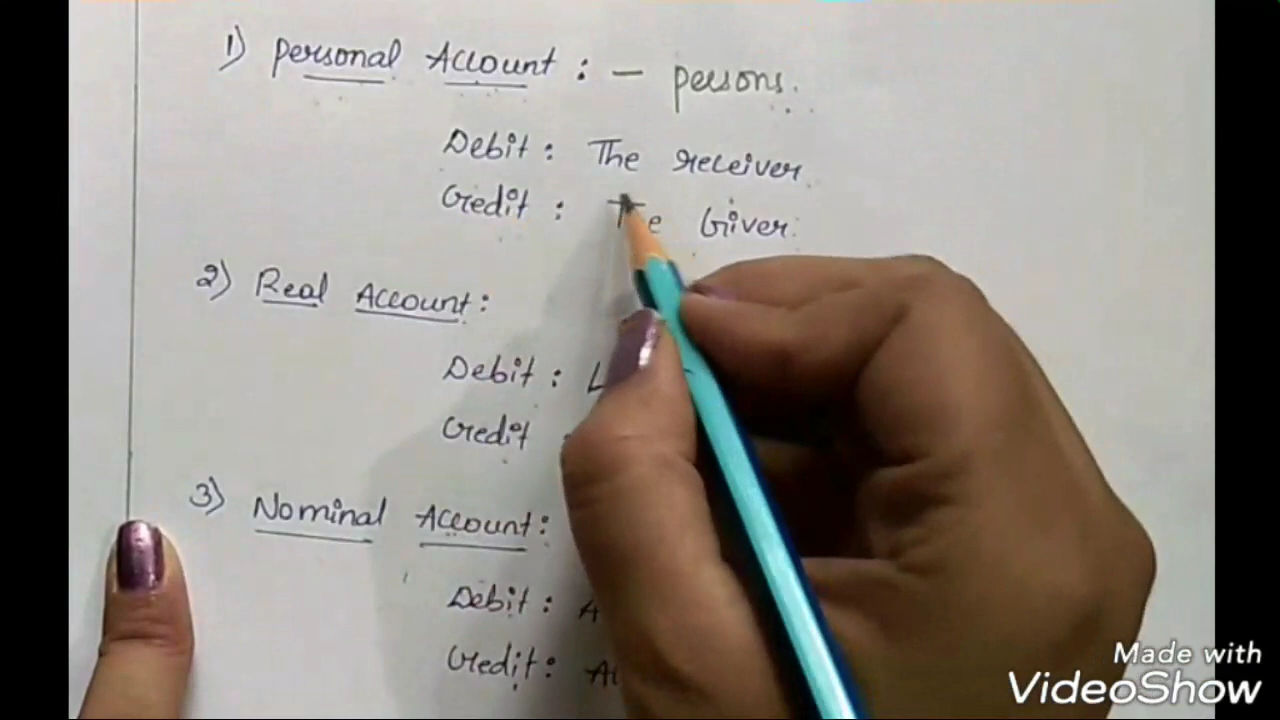 1) Personal Account : - persons.
Debit : The receiver.
Credit : The Giver.
2) Real Account :
Debit :
Credit :
3) Nominal Account :
Debit :
Credit :
Made with
VideoShow